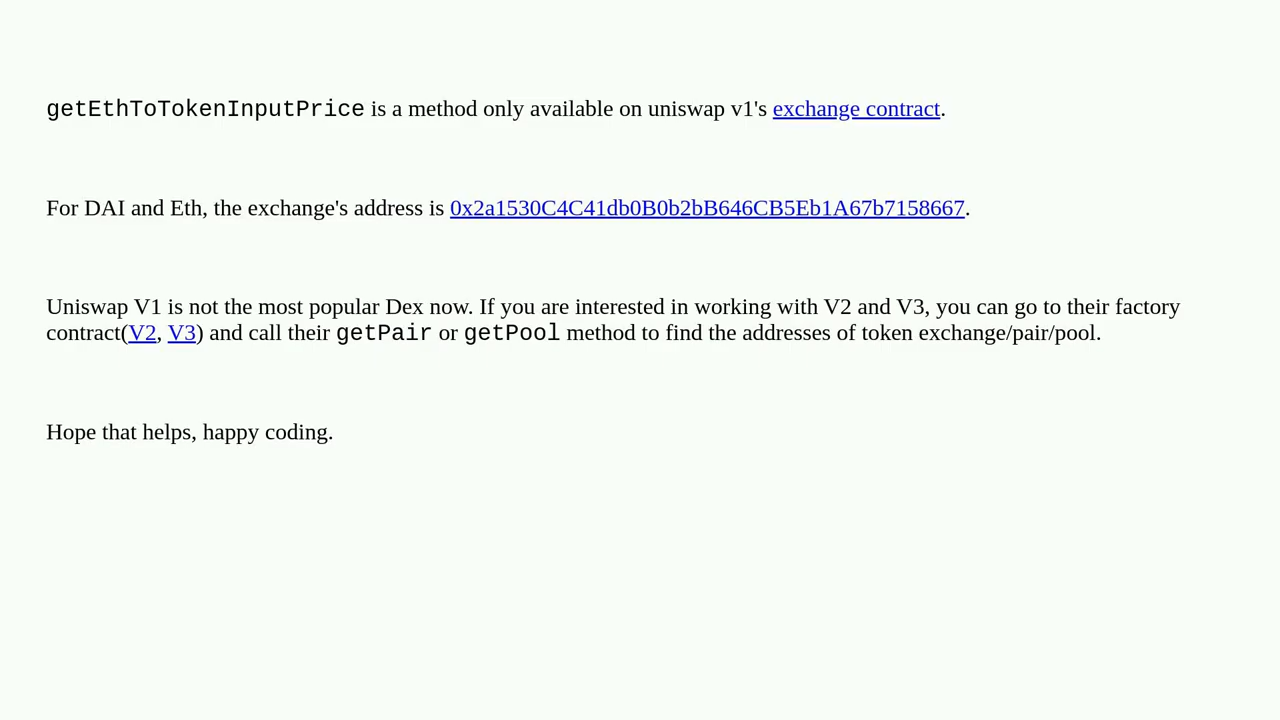 getEthToTokenInputPrice is a method only available on uniswap v1's exchange contract.
For DAI and Eth, the exchange's address is 0x2a1530C4C41db0B0b2bB646CB5Eb1A67b7158667.
Uniswap V1 is not the most popular Dex now. If you are interested in working with V2 and V3, you can go to their factory
contract(V2, V3) and call their getPair or getPool method to find the addresses of token exchange/pair/pool.
Hope that helps, happy coding.